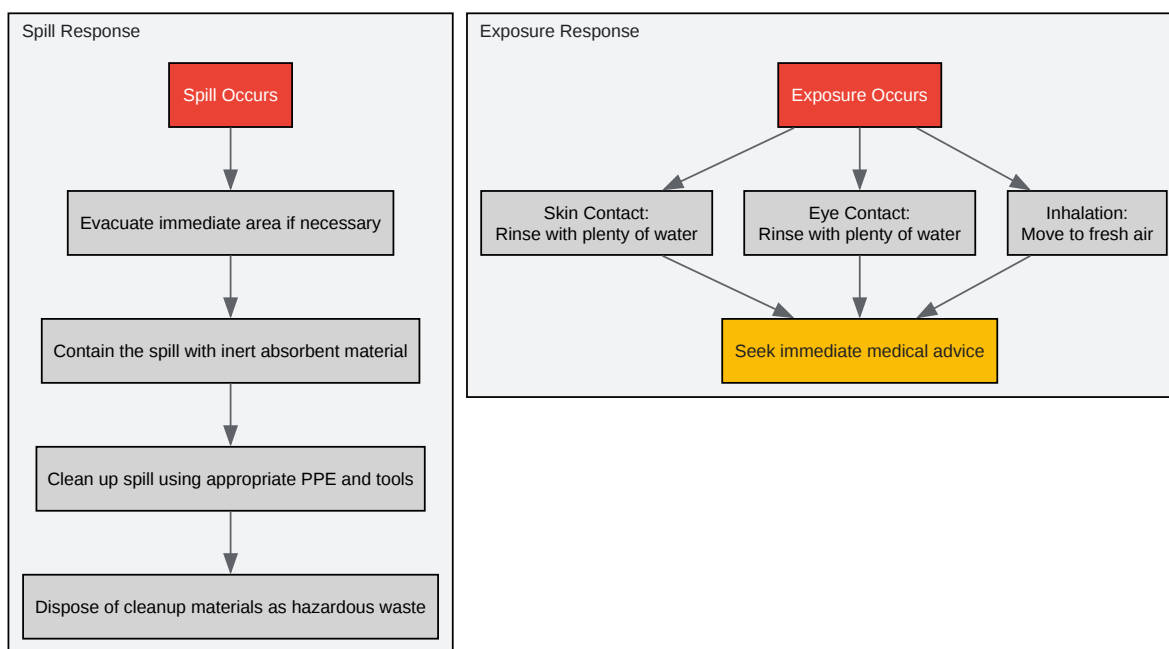 Spill Response
Spill Occurs
Evacuate immediate area if necessary
Contain the spill with inert absorbent material
Clean up spill using appropriate PPE and tools
Dispose of cleanup materials as hazardous waste
Exposure Response
Exposure Occurs
Skin Contact:
Rinse with plenty of water
Eye Contact:
Rinse with plenty of water
Inhalation:
Move to fresh air
Seek immediate medical advice